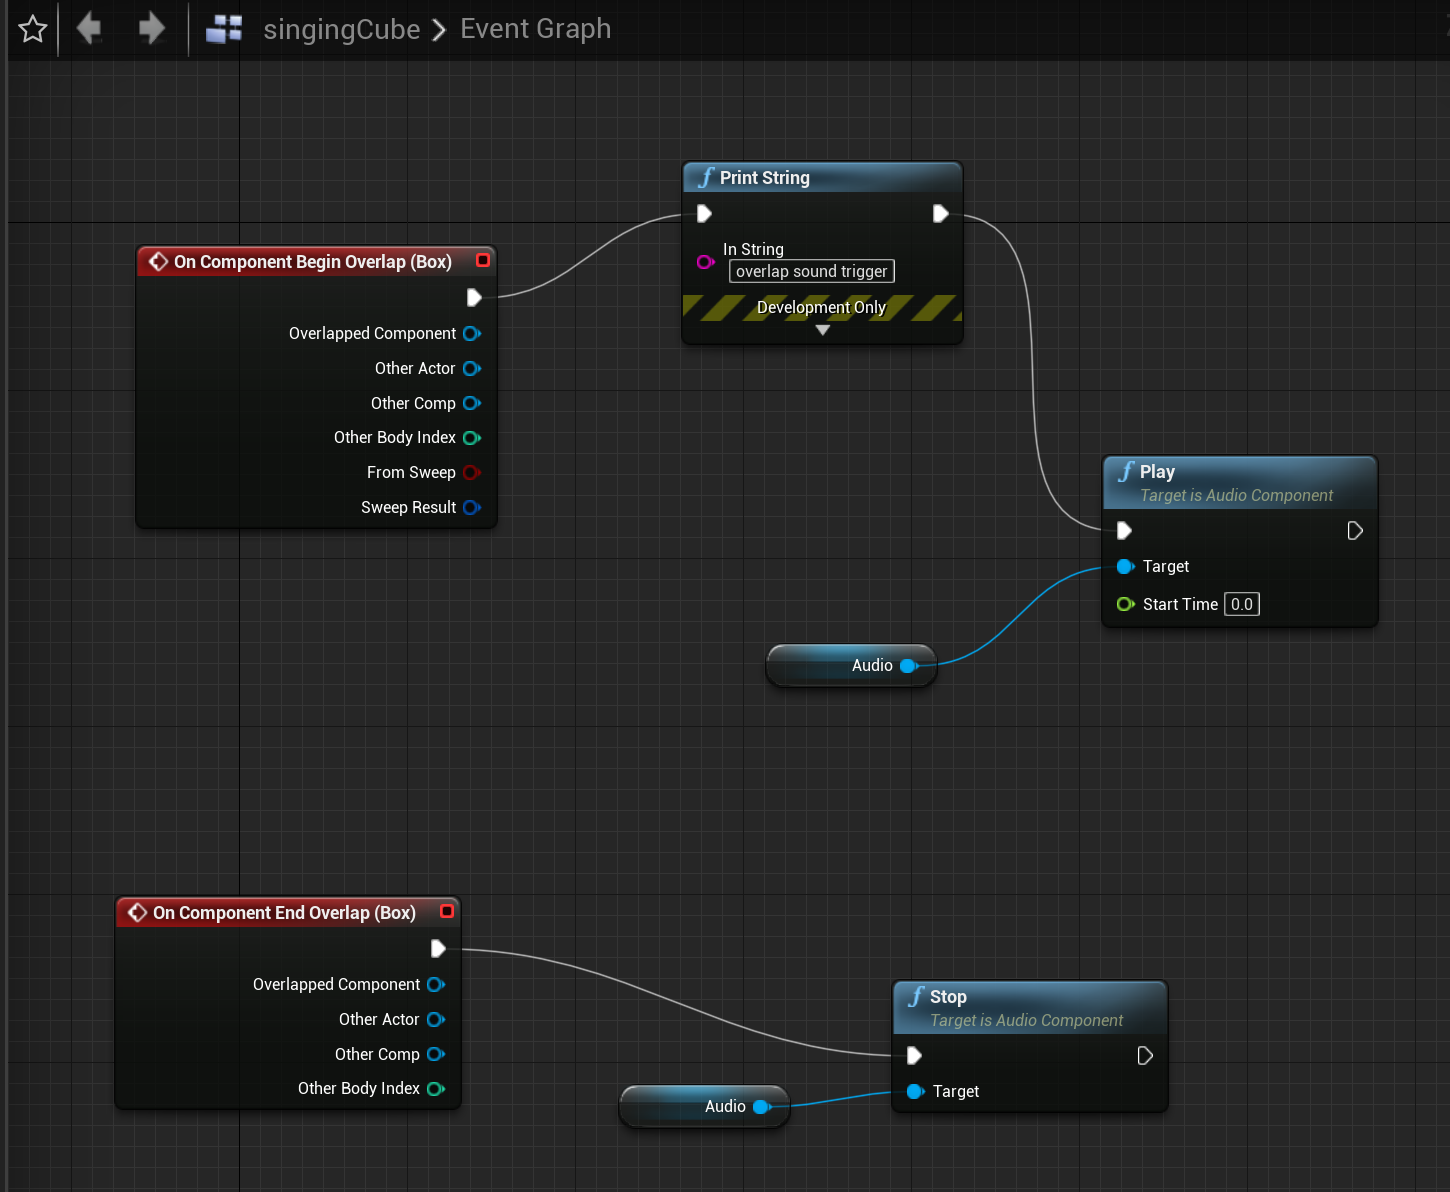 singingCube > Event Graph
Print String
In String
overlap sound trigger
Development Only
On Component Begin Overlap (Box)
Overlapped Component
Other Actor
Other Comp
Other Body Index
From Sweep
Sweep Result
Play
Target is Audio Component
Target
Start Time 0.0
Audio
On Component End Overlap (Box)
Overlapped Component
Other Actor
Other Comp
Other Body Index
Stop
Target is Audio Component
Target
Audio